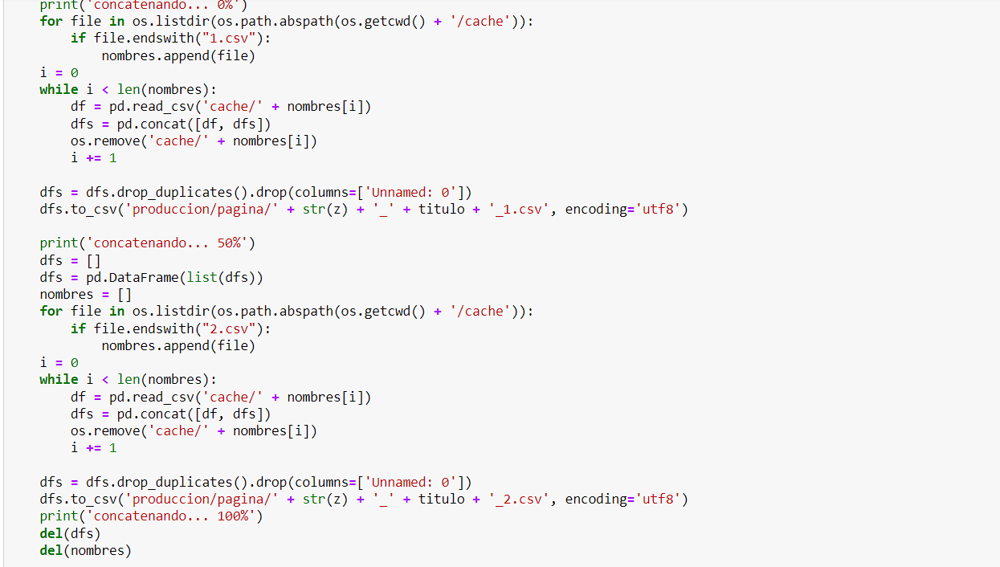 print('concatenando... 0%')
for file in os.listdir(os.path.abspath(os.getcwd() + '/cache')):
    if file.endswith("1.csv"):
        nombres.append(file)
i = 0
while i < len(nombres):
    df = pd.read_csv('cache/' + nombres[i])
    dfs = pd.concat([df, dfs])
    os.remove('cache/' + nombres[i])
    i += 1

dfs = dfs.drop_duplicates().drop(columns=['Unnamed: 0'])
dfs.to_csv('produccion/pagina/' + str(z) + '_' + titulo + '_1.csv', encoding='utf8')

print('concatenando... 50%')
dfs = []
dfs = pd.DataFrame(list(dfs))
nombres = []
for file in os.listdir(os.path.abspath(os.getcwd() + '/cache')):
    if file.endswith("2.csv"):
        nombres.append(file)
i = 0
while i < len(nombres):
    df = pd.read_csv('cache/' + nombres[i])
    dfs = pd.concat([df, dfs])
    os.remove('cache/' + nombres[i])
    i += 1

dfs = dfs.drop_duplicates().drop(columns=['Unnamed: 0'])
dfs.to_csv('produccion/pagina/' + str(z) + '_' + titulo + '_2.csv', encoding='utf8')
print('concatenando... 100%')
del(dfs)
del(nombres)